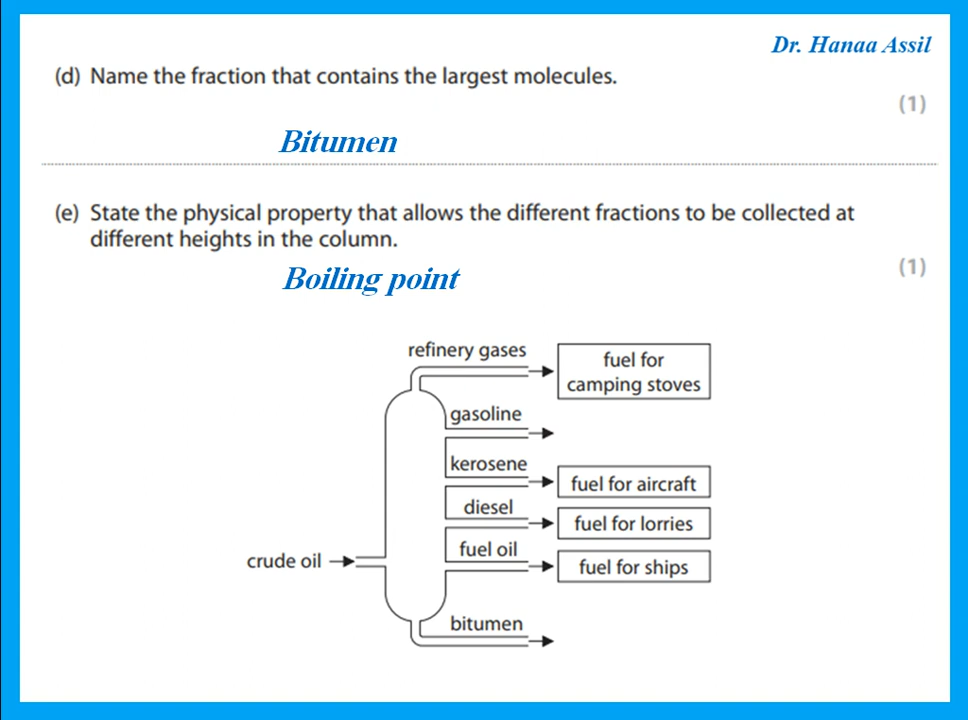 Dr. Hanaa Assil
(d) Name the fraction that contains the largest molecules.
(1)
Bitumen
(e) State the physical property that allows the different fractions to be collected at
different heights in the column.
(1)
Boiling point
refinery gases
fuel for
camping stoves
gasoline
kerosene
fuel for aircraft
diesel
fuel for lorries
fuel oil
crude oil
fuel for ships
bitumen